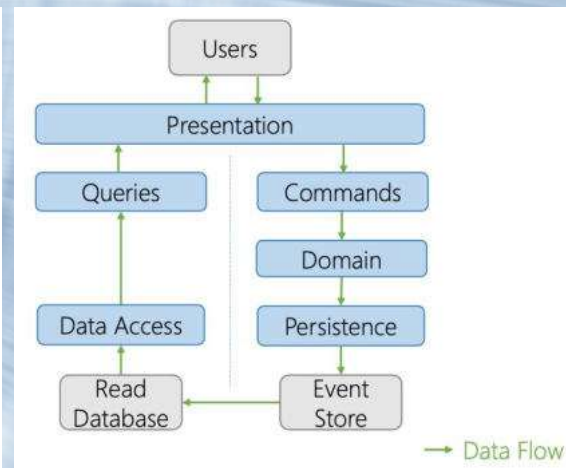 Users
Presentation
Queries
Commands
Domain
Data Access
Persistence
Read
Database
Event
Store
Data Flow